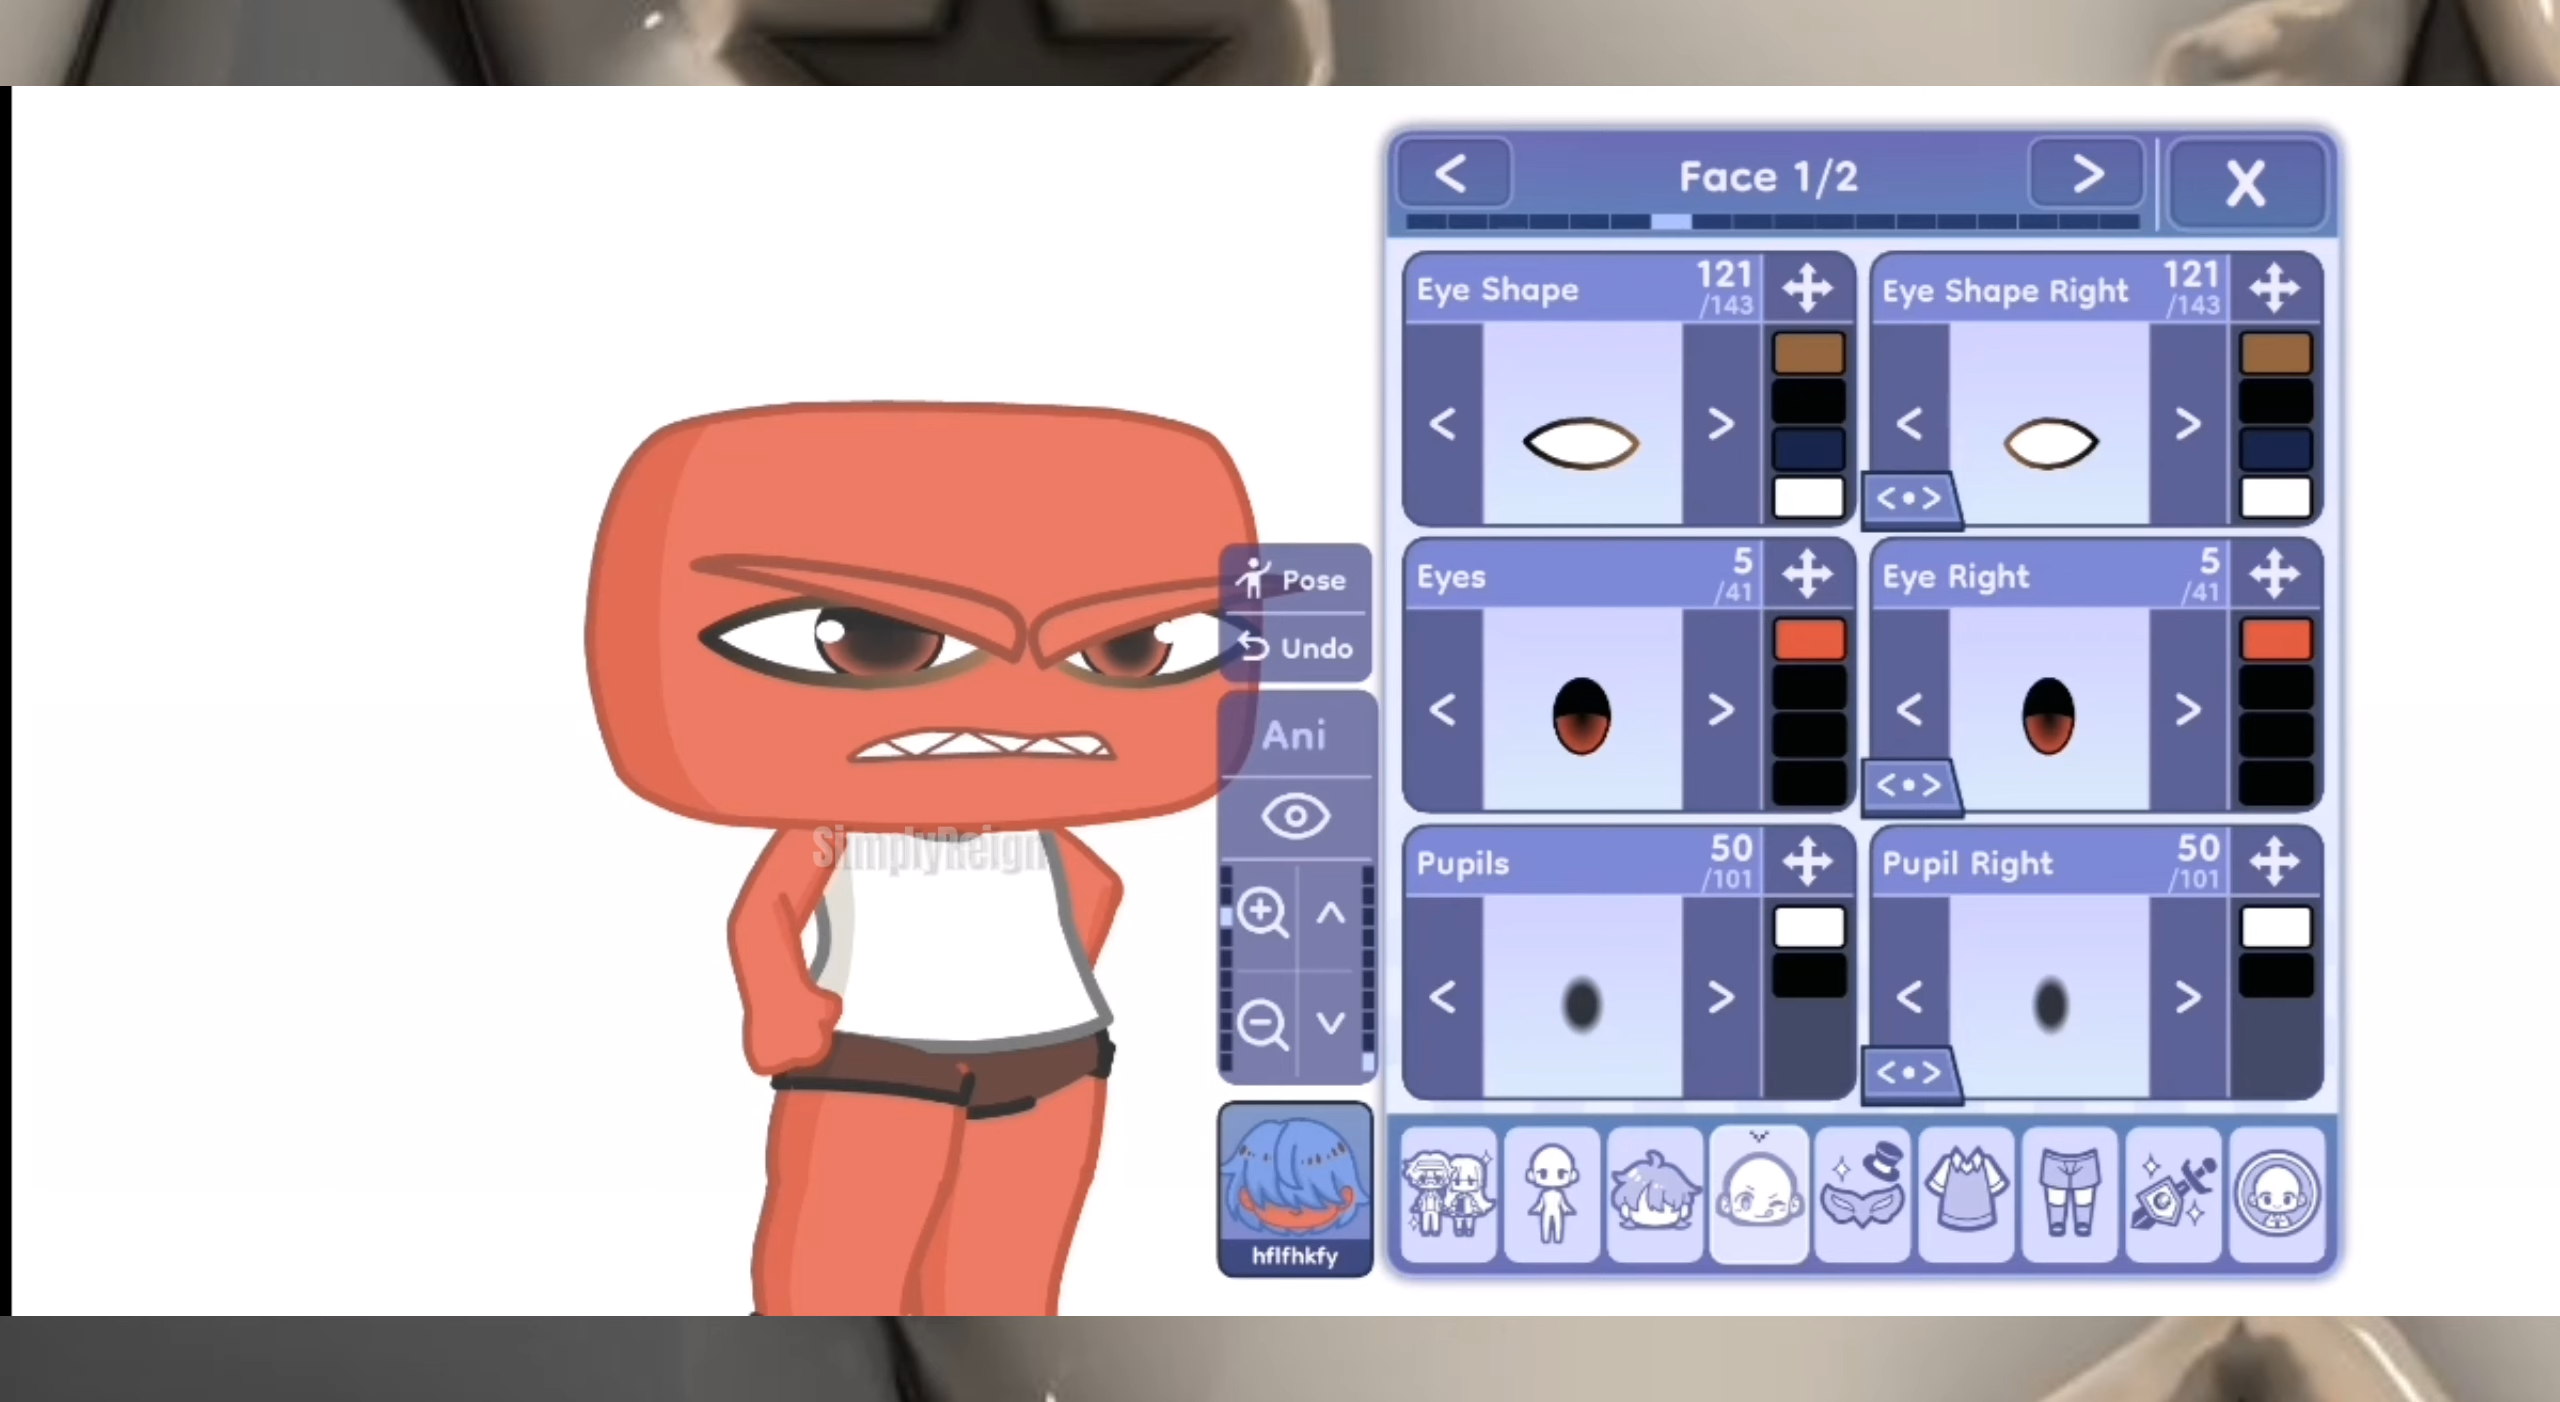 Face 1/2
X
Eye Shape 121 /143
Eye Shape Right 121 /143
Pose
Undo
Eyes 5 /41
Eye Right 5 /41
Ani
SimplyReign
Pupils 50 /101
Pupil Right 50 /101
hflfhkfy